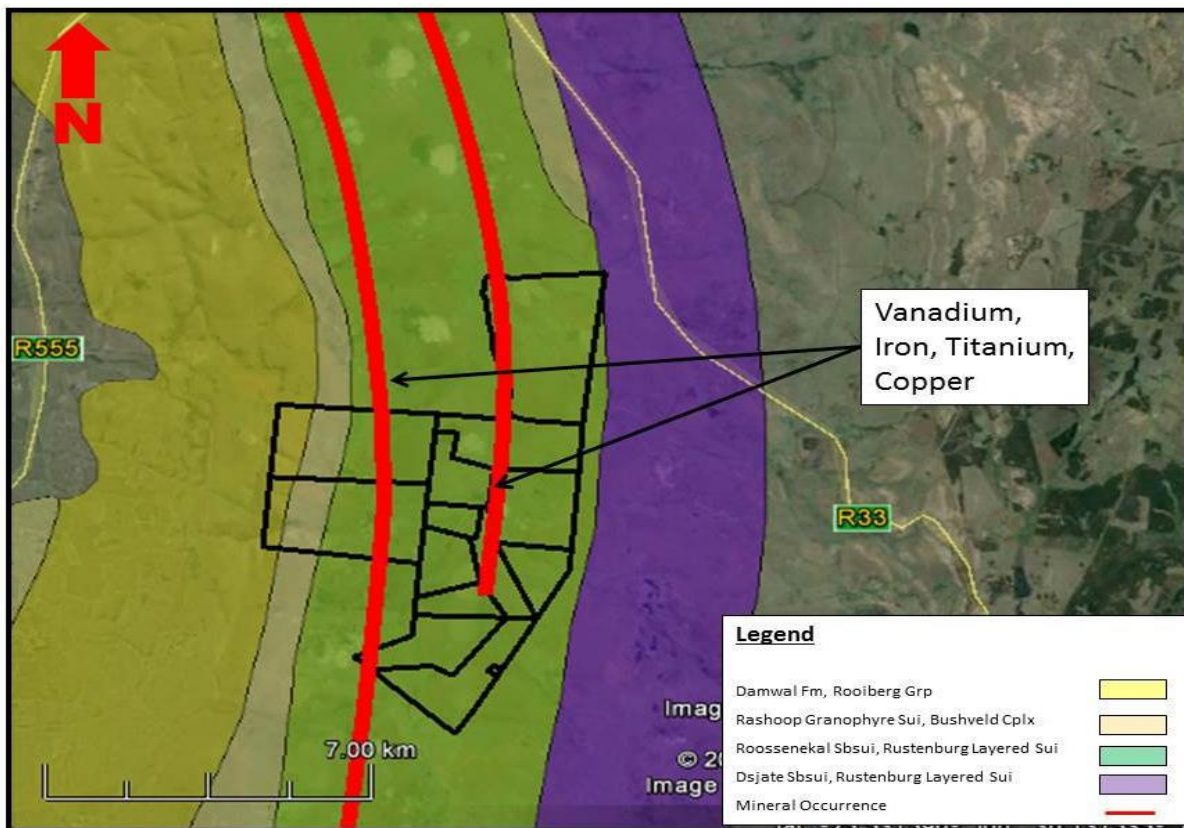 N
R555
Vanadium,
Iron, Titanium,
Copper
R33
7.00 km
Imag
© 20
Image
Legend
Damwal Fm, Rooiberg Grp
Rashoop Granophyre Sui, Bushveld Cplx
Roossenekal Sbsui, Rustenburg Layered Sui
Dsjate Sbsui, Rustenburg Layered Sui
Mineral Occurrence